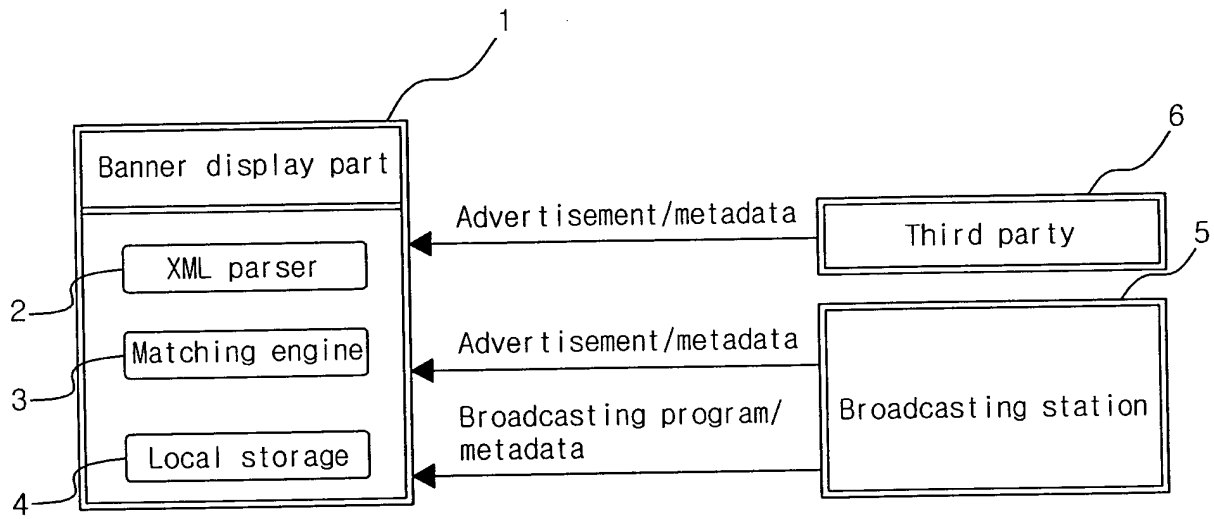 1
Banner display part
6
Advertisement/metadata
Third party
5
XML parser
2
Advertisement/metadata
Matching engine
3
Broadcasting program/
metadata
Broadcasting station
Local storage
4